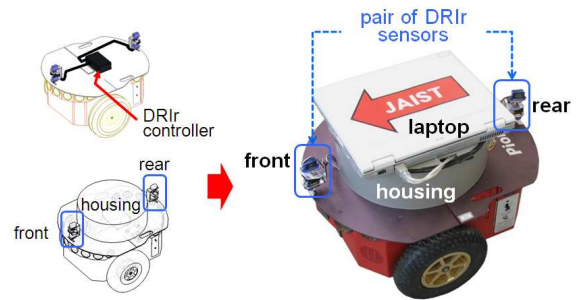 DRIr
controller
rear
housing
front
pair of DRIr
sensors
JAIST
laptop
rear
front
housing
Pio